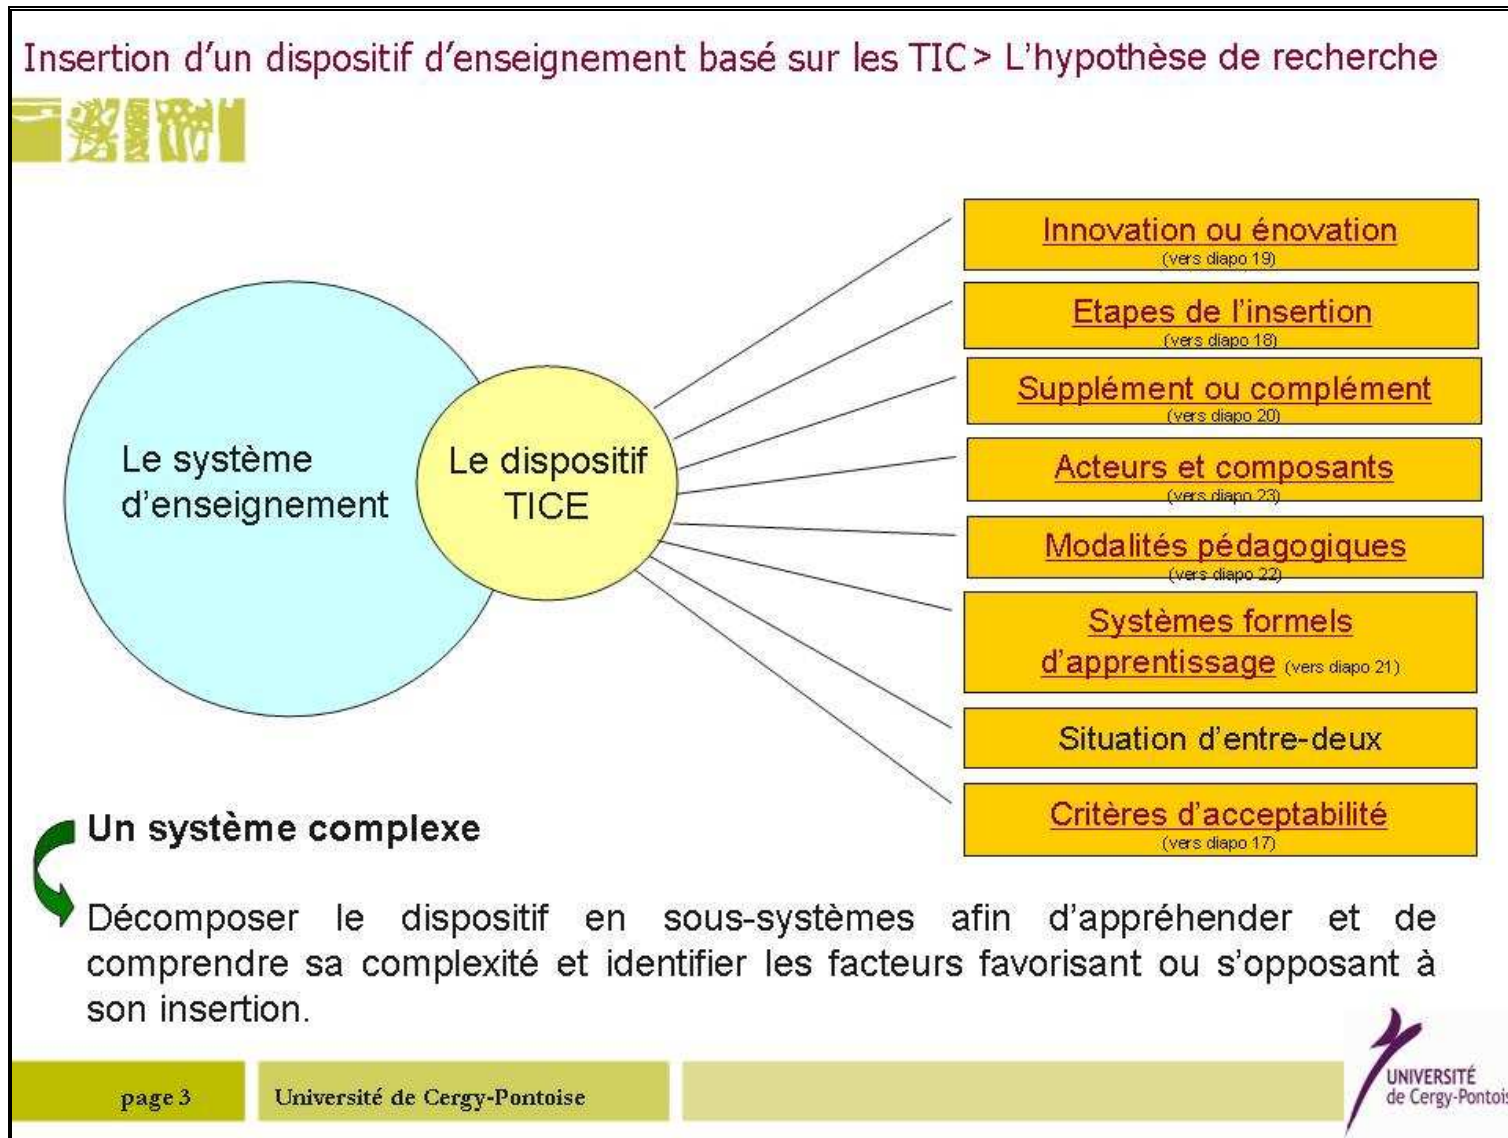 Insertion d'un dispositif d'enseignement basé sur les TIC > L'hypothèse de recherche
Le système
d'enseignement
Le dispositif
TICE
Innovation ou énovation
(vers diapo 19)
Etapes de l'insertion
(vers diapo 18)
Supplément ou complément
(vers diapo 20)
Acteurs et composants
(vers diapo 23)
Modalités pédagogiques
(vers diapo 22)
Systèmes formels
d'apprentissage (vers diapo 21)
Situation d'entre-deux
Critères d'acceptabilité
(vers diapo 17)
Un système complexe
Décomposer le dispositif en sous-systèmes afin d'appréhender et de
comprendre sa complexité et identifier les facteurs favorisant ou s'opposant à
son insertion.
page 3
Université de Cergy-Pontoise
UNIVERSITÉ
de Cergy-Pontois